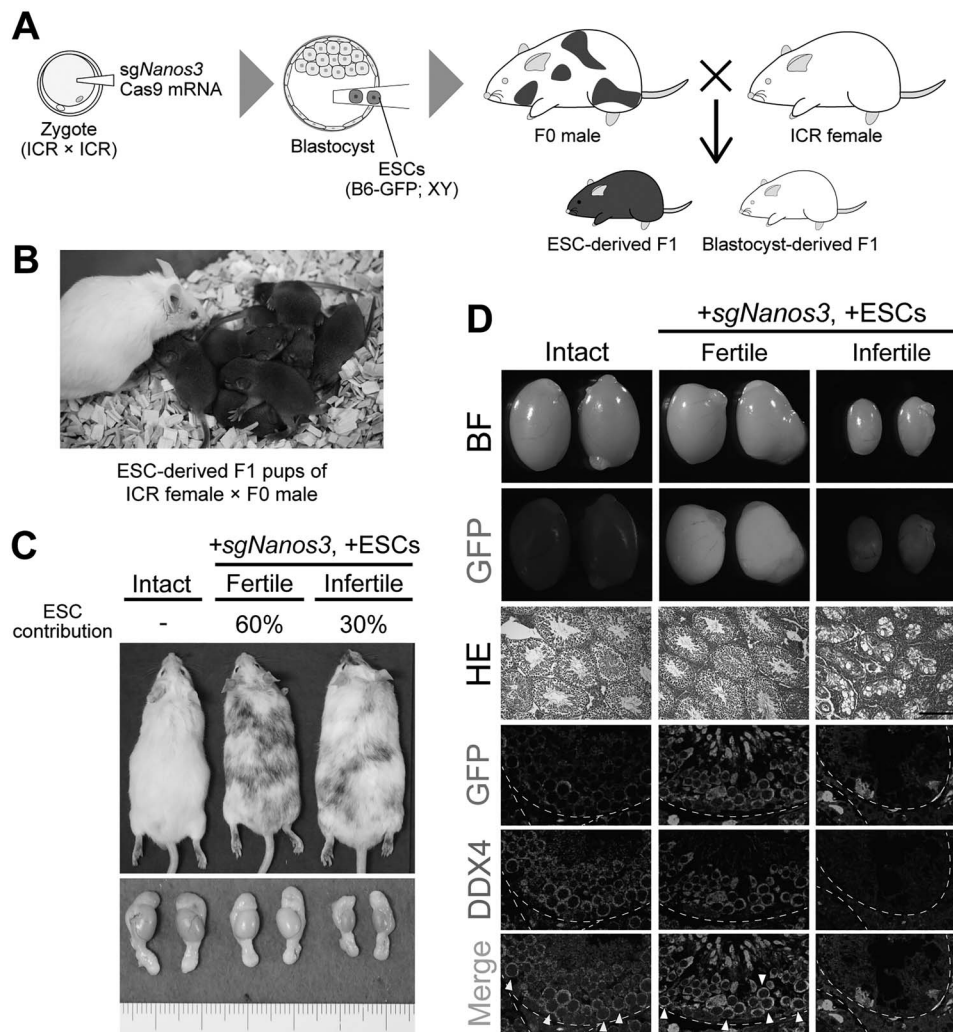 A
sgNanos3
Cas9 mRNA
Zygote
(ICR × ICR)
Blastocyst
ESCs
(B6-GFP; XY)
F0 male
ICR female
ESC-derived F1
Blastocyst-derived F1
B
ESC-derived F1 pups of
ICR female × F0 male
C
+sgNanos3, +ESCs
Intact
Fertile
Infertile
ESC
contribution
-
60%
30%
D
+sgNanos3, +ESCs
Intact
Fertile
Infertile
BF
GFP
HE
GFP
DDX4
Merge